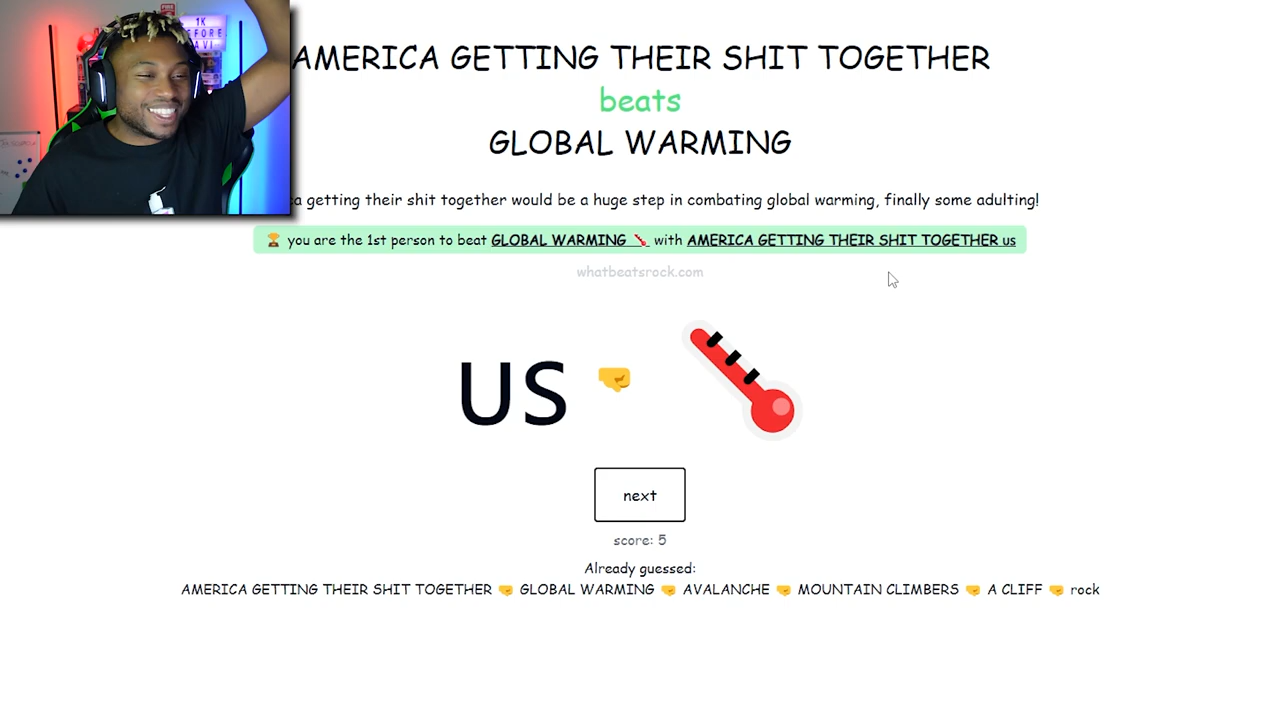 1K
EFORE
AVI
AMERICA GETTING THEIR SHIT TOGETHER
beats
GLOBAL WARMING
getting their shit together would be a huge step in combating global warming, finally some adulting!
🏆 you are the 1st person to beat GLOBAL WARMING 🌡️ with AMERICA GETTING THEIR SHIT TOGETHER us
whatbeatsrock.com
US 🤜
next
score: 5
Already guessed:
AMERICA GETTING THEIR SHIT TOGETHER 🤜 GLOBAL WARMING 🤜 AVALANCHE 🤜 MOUNTAIN CLIMBERS 🤜 A CLIFF 🤜 rock